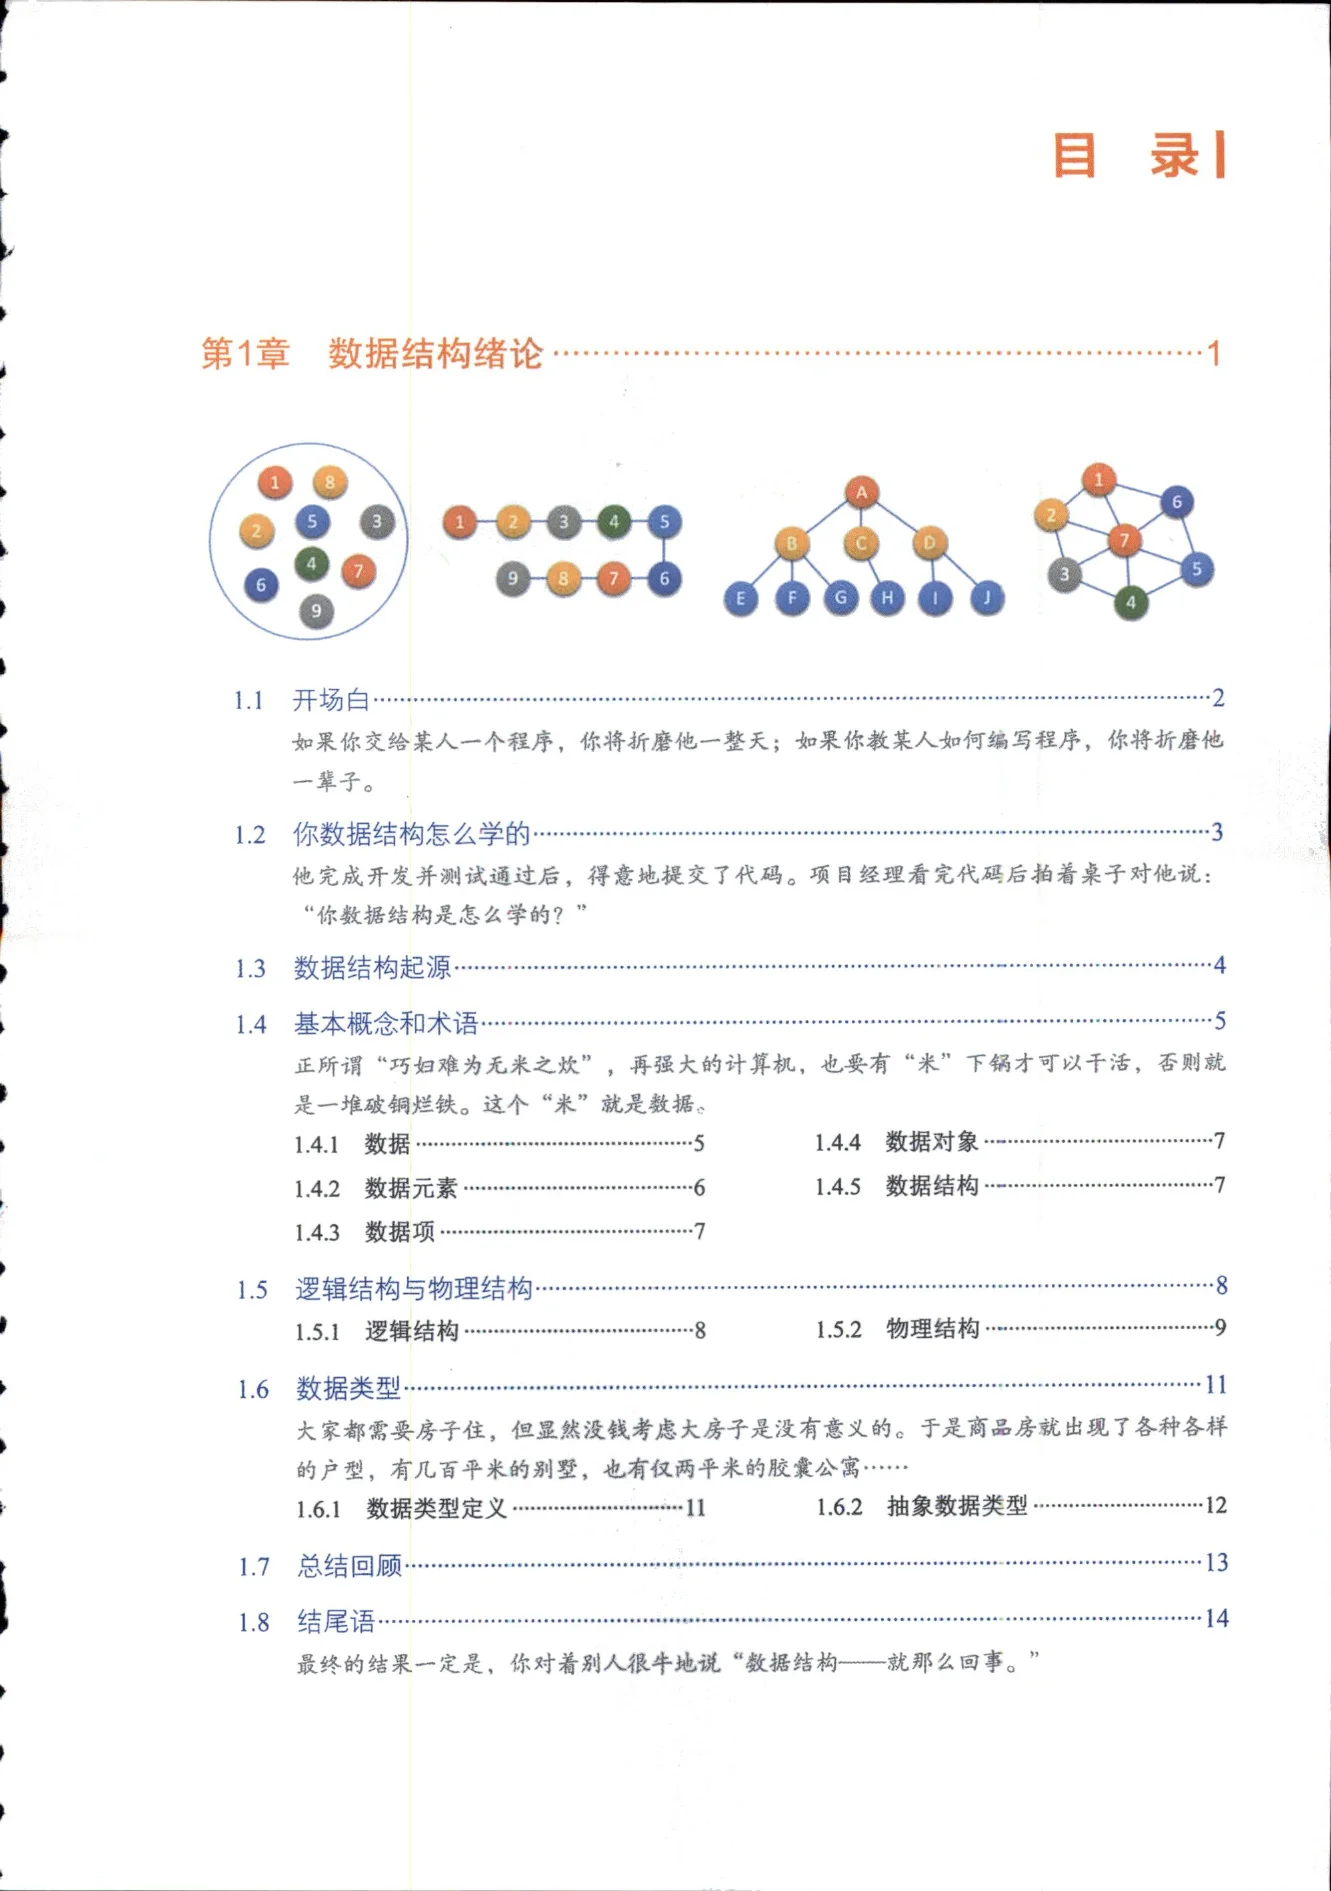 目 录
第1章 数据结构绪论 1
1 8
2 5 3
4 7
6
9
1 2 3 4 5
9 8 7 6
A
B C D
E F G H I J
1
2 6
7
3 5
4
1.1 开场白 2
如果你交给某人一个程序，你将折磨他一整天；如果你教某人如何编写程序，你将折磨他
一辈子。
1.2 你数据结构怎么学的 3
他完成开发并测试通过后，得意地提交了代码。项目经理看完代码后拍着桌子对他说：
“你数据结构是怎么学的？”
1.3 数据结构起源 4
1.4 基本概念和术语 5
正所谓“巧妇难为无米之炊”，再强大的计算机，也要有“米”下锅才可以干活，否则就
是一堆破铜烂铁。这个“米”就是数据。
1.4.1 数据 5 1.4.4 数据对象 7
1.4.2 数据元素 6 1.4.5 数据结构 7
1.4.3 数据项 7
1.5 逻辑结构与物理结构 8
1.5.1 逻辑结构 8 1.5.2 物理结构 9
1.6 数据类型 11
大家都需要房子住，但显然没钱考虑大房子是没有意义的。于是商品房就出现了各种各样
的户型，有几百平米的别墅，也有仅两平米的胶囊公寓……
1.6.1 数据类型定义 11 1.6.2 抽象数据类型 12
1.7 总结回顾 13
1.8 结尾语 14
最终的结果一定是，你对着别人很牛地说“数据结构——就那么回事。”